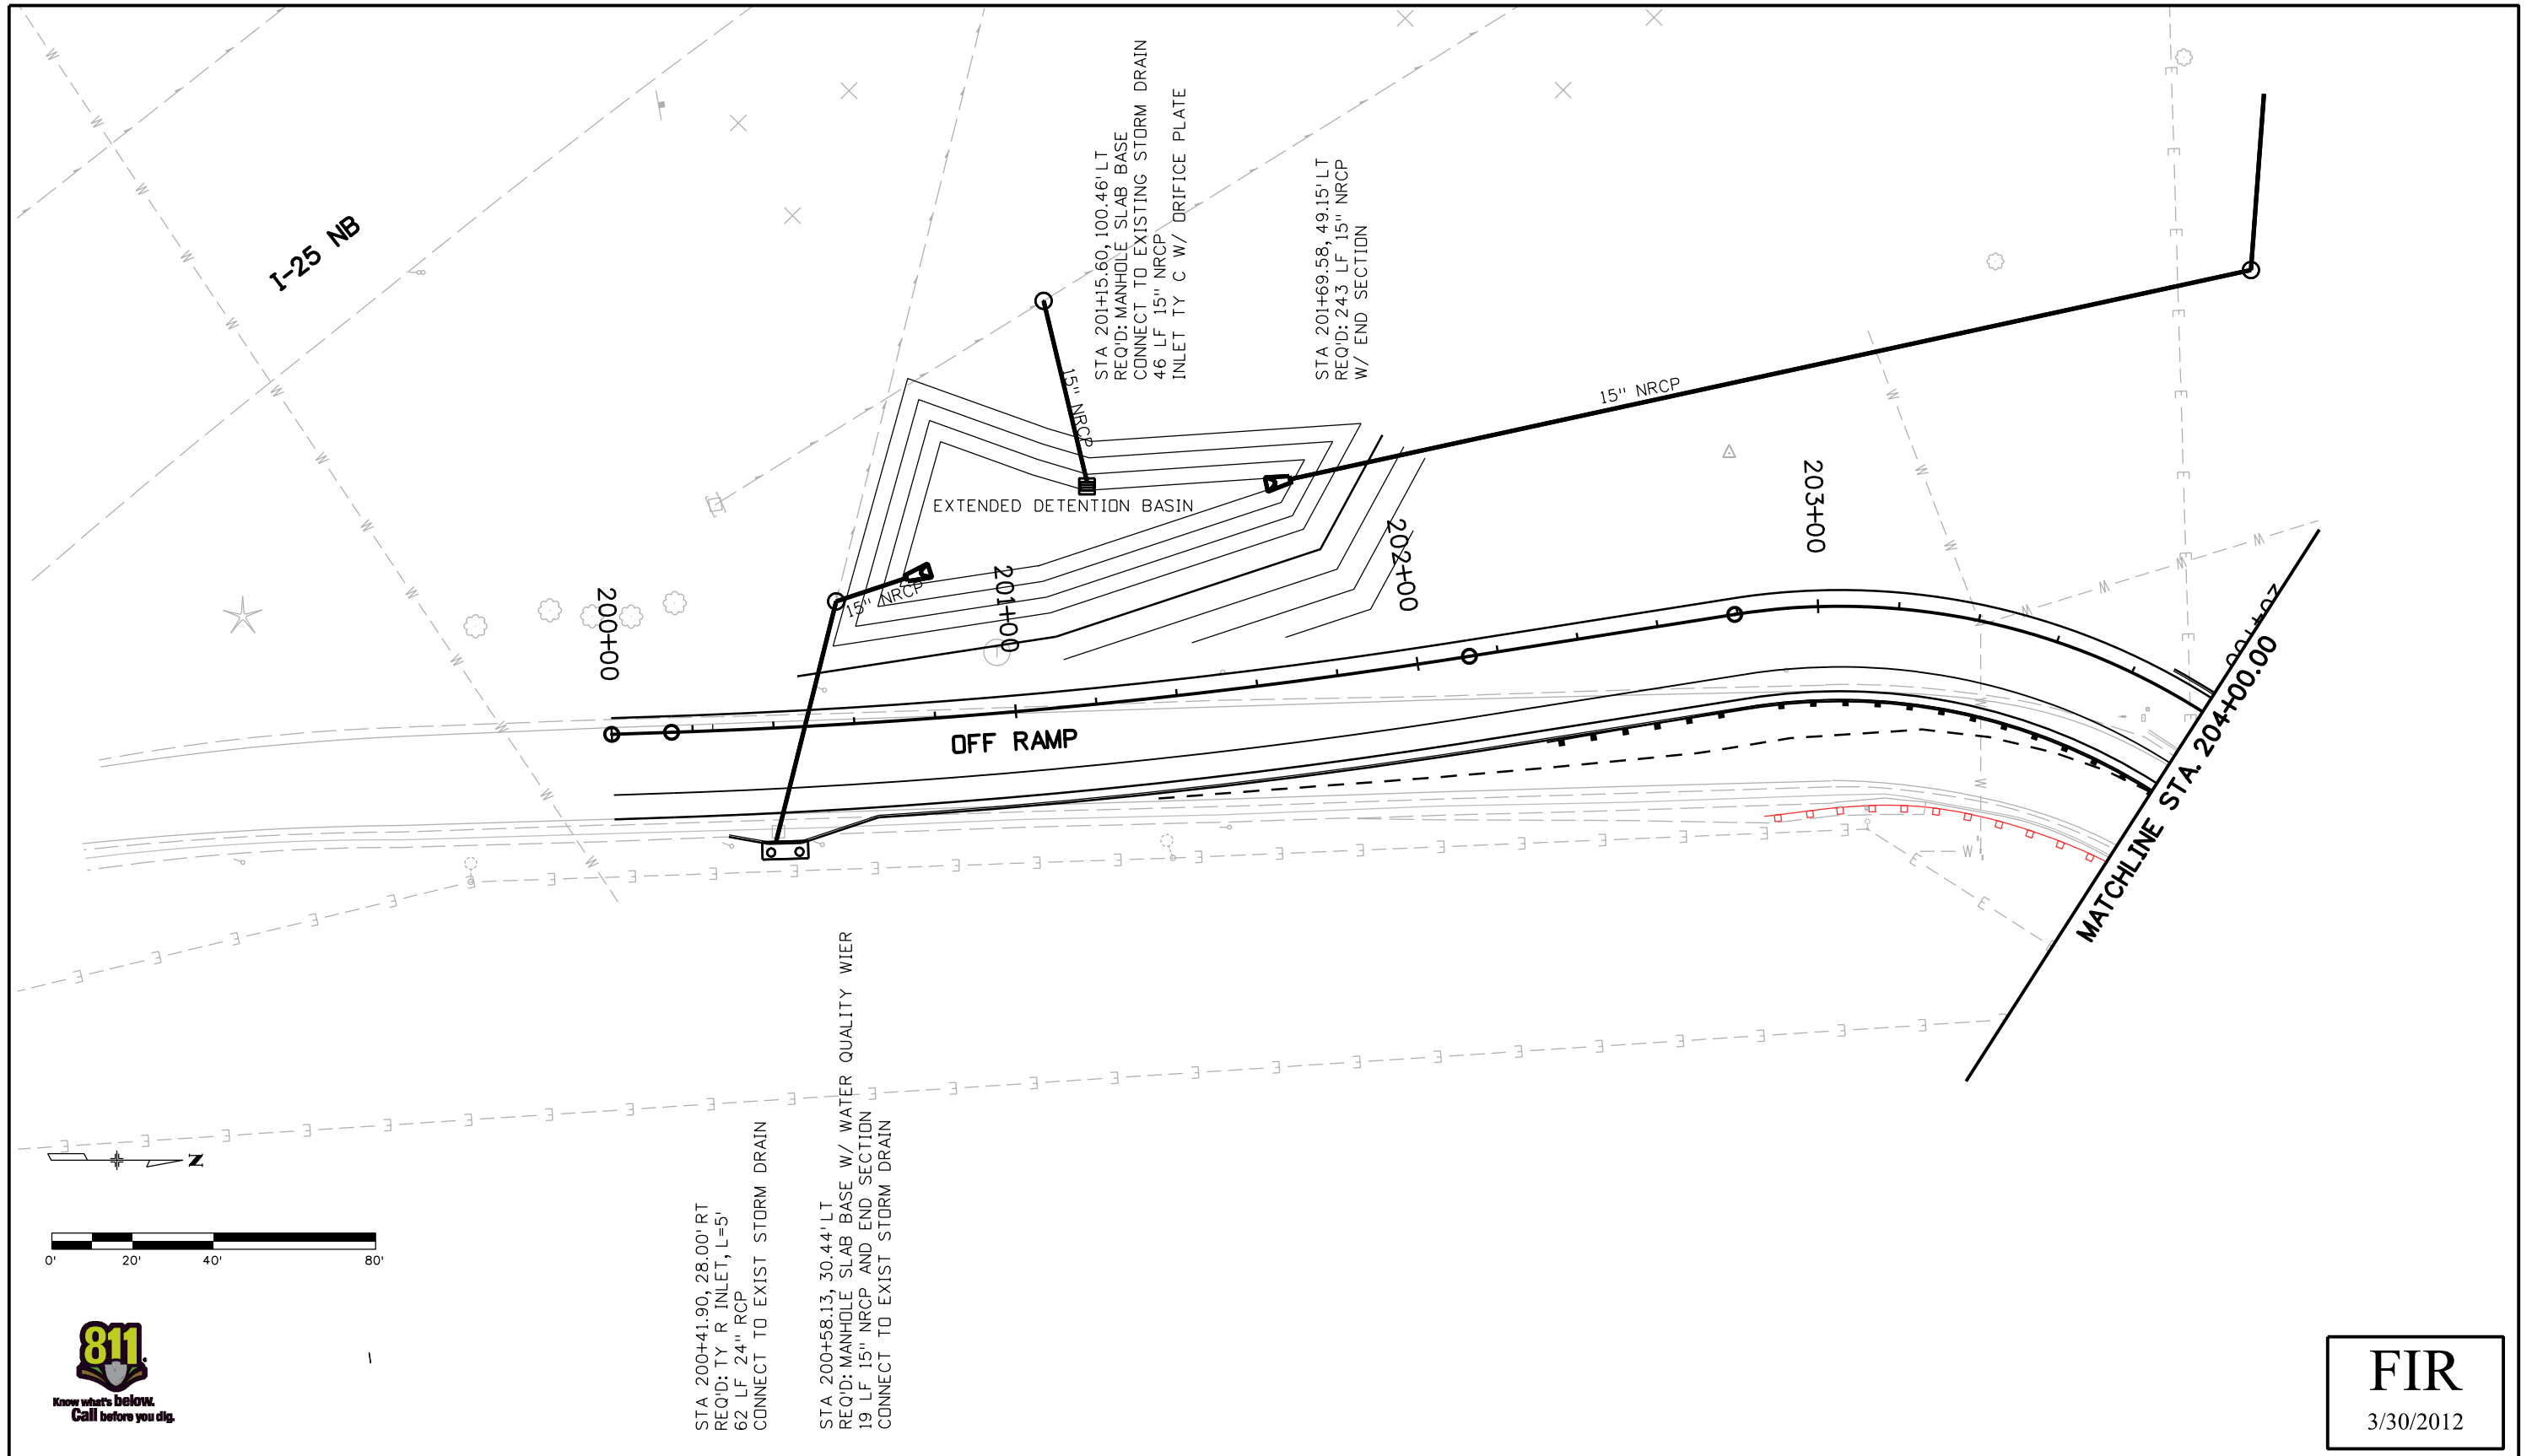 I-25 NB
STA 201+15.60, 100.46' LT
REQ'D: MANHOLE SLAB BASE
CONNECT TO EXISTING STORM DRAIN
46 LF 15" NRCP
INLET TY C W/ ORIFICE PLATE
STA 201+69.58, 49.15' LT
REQ'D: 243 LF 15" NRCP
W/ END SECTION
15" NRCP
15" NRCP
EXTENDED DETENTION BASIN
15" NRCP
200+00
201+00
202+00
203+00
204+00
OFF RAMP
MATCHLINE STA. 204+00.00
N
0' 20' 40' 80'
STA 200+41.90, 28.00' RT
REQ'D: TY R INLET, L=5'
62 LF 24" RCP
CONNECT TO EXIST STORM DRAIN
STA 200+58.13, 30.44' LT
REQ'D: MANHOLE SLAB BASE W/ WATER QUALITY WIER
19 LF 15" NRCP AND END SECTION
CONNECT TO EXIST STORM DRAIN
811
Know what's below.
Call before you dig.
FIR
3/30/2012